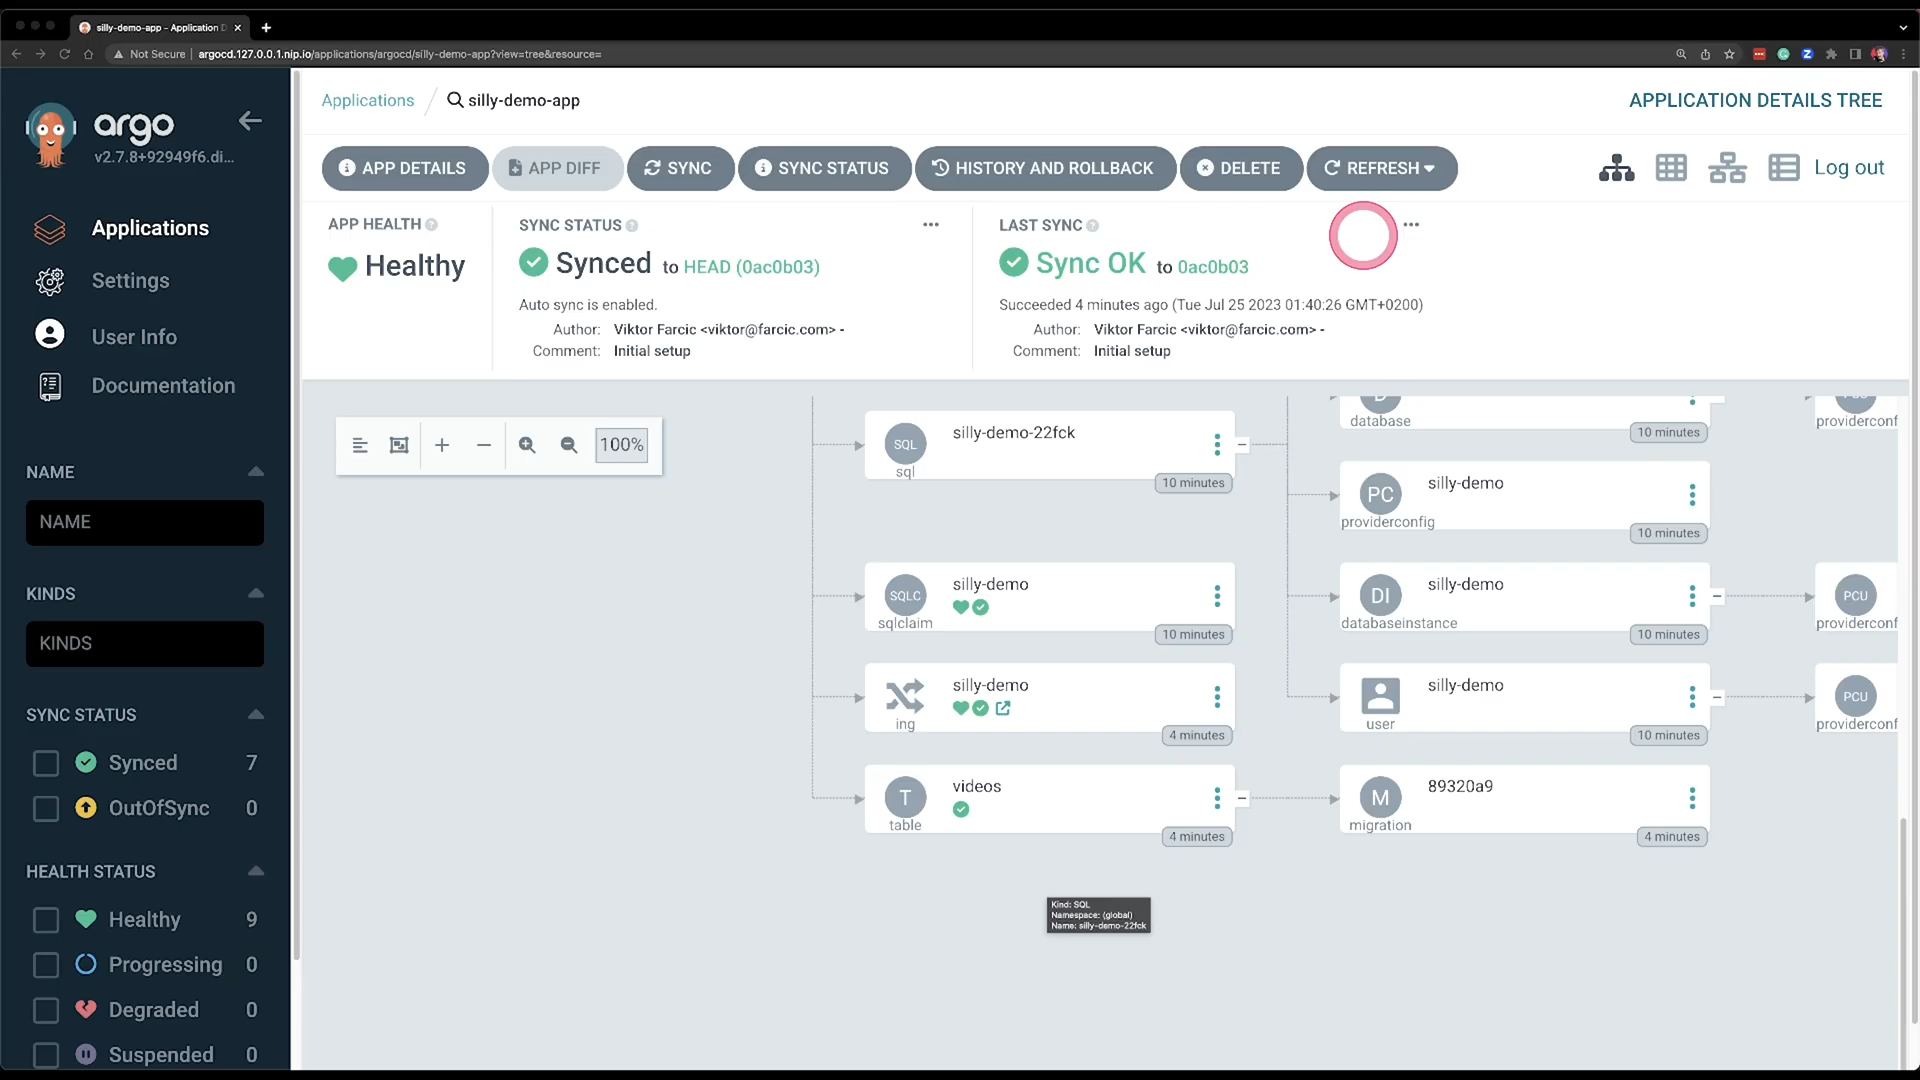 silly-demo-app - Application D
Not Secure
argocd.127.0.0.1.nip.io/applications/argocd/silly-demo-app?view=tree&resource=
argo
v2.7.8+92949f6.di...
Applications
Settings
User Info
Documentation
NAME
NAME
KINDS
KINDS
SYNC STATUS
Synced 7
OutOfSync 0
HEALTH STATUS
Healthy 9
Progressing 0
Degraded 0
Suspended 0
Applications / silly-demo-app
APPLICATION DETAILS TREE
APP DETAILS
APP DIFF
SYNC
SYNC STATUS
HISTORY AND ROLLBACK
DELETE
REFRESH
Log out
APP HEALTH
Healthy
SYNC STATUS
Synced to HEAD (0ac0b03)
Auto sync is enabled.
Author: Viktor Farcic <viktor@farcic.com> -
Comment: Initial setup
LAST SYNC
Sync OK to 0ac0b03
Succeeded 4 minutes ago (Tue Jul 25 2023 01:40:26 GMT+0200)
Author: Viktor Farcic <viktor@farcic.com> -
Comment: Initial setup
100%
SQL
sql
silly-demo-22fck
10 minutes
SQLC
sqlclaim
silly-demo
10 minutes
ing
silly-demo
4 minutes
T
table
videos
4 minutes
database
10 minutes
PC
providerconfig
silly-demo
10 minutes
DI
databaseinstance
silly-demo
10 minutes
user
silly-demo
10 minutes
M
migration
89320a9
4 minutes
providerconf
PCU
providerconf
PCU
providerconf
Kind: SQL
Namespace: (global)
Name: silly-demo-22fck